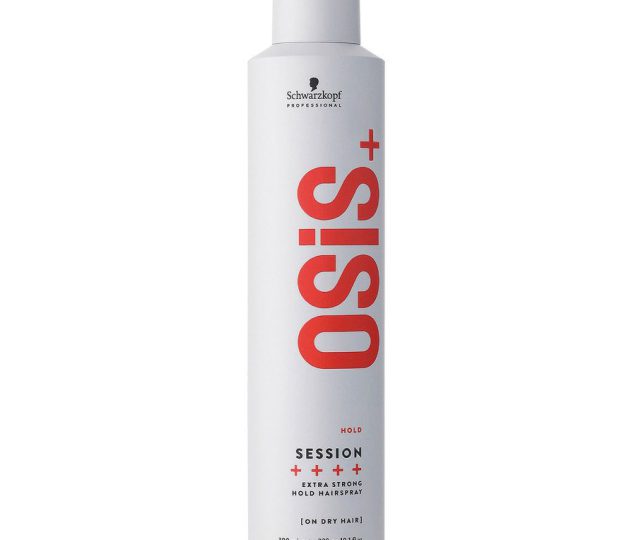 Schwarzkopf
PROFESSIONAL
OSiS+
HOLD
SESSION
++++
EXTRA STRONG
HOLD HAIRSPRAY
[ON DRY HAIR]